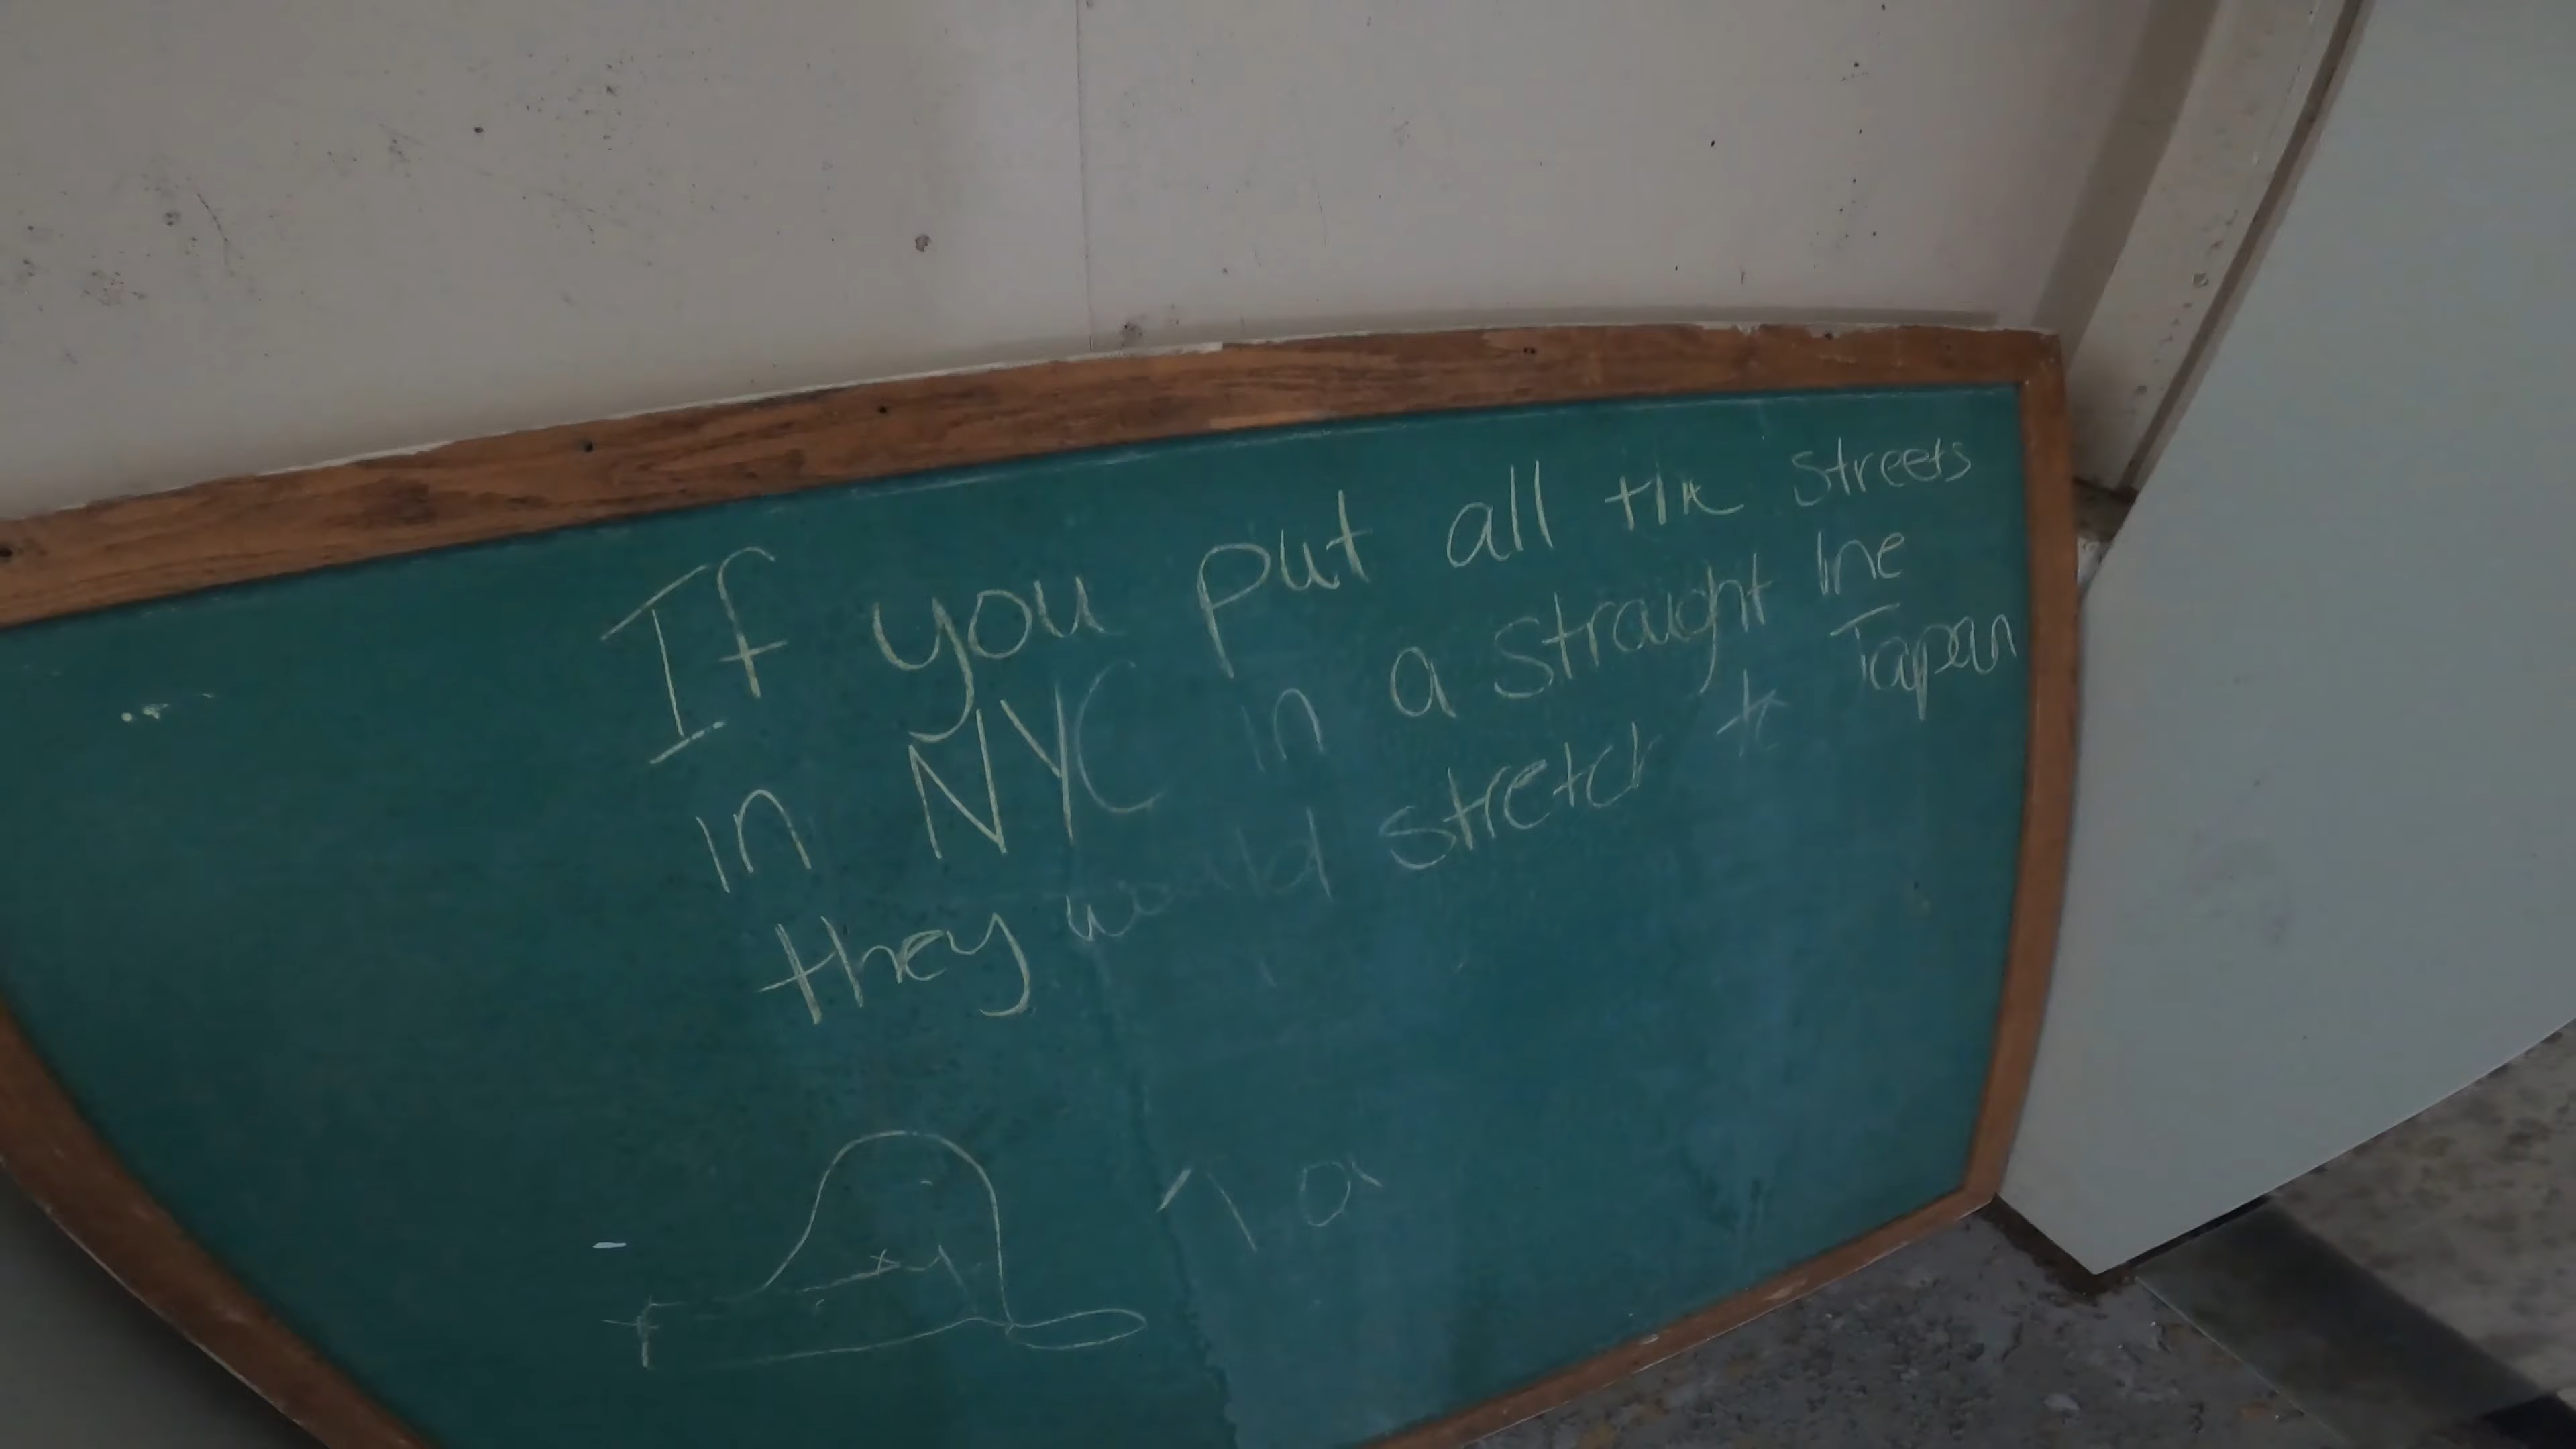 If you put all the streets
in NYC in a straight line
they would stretch to Japan